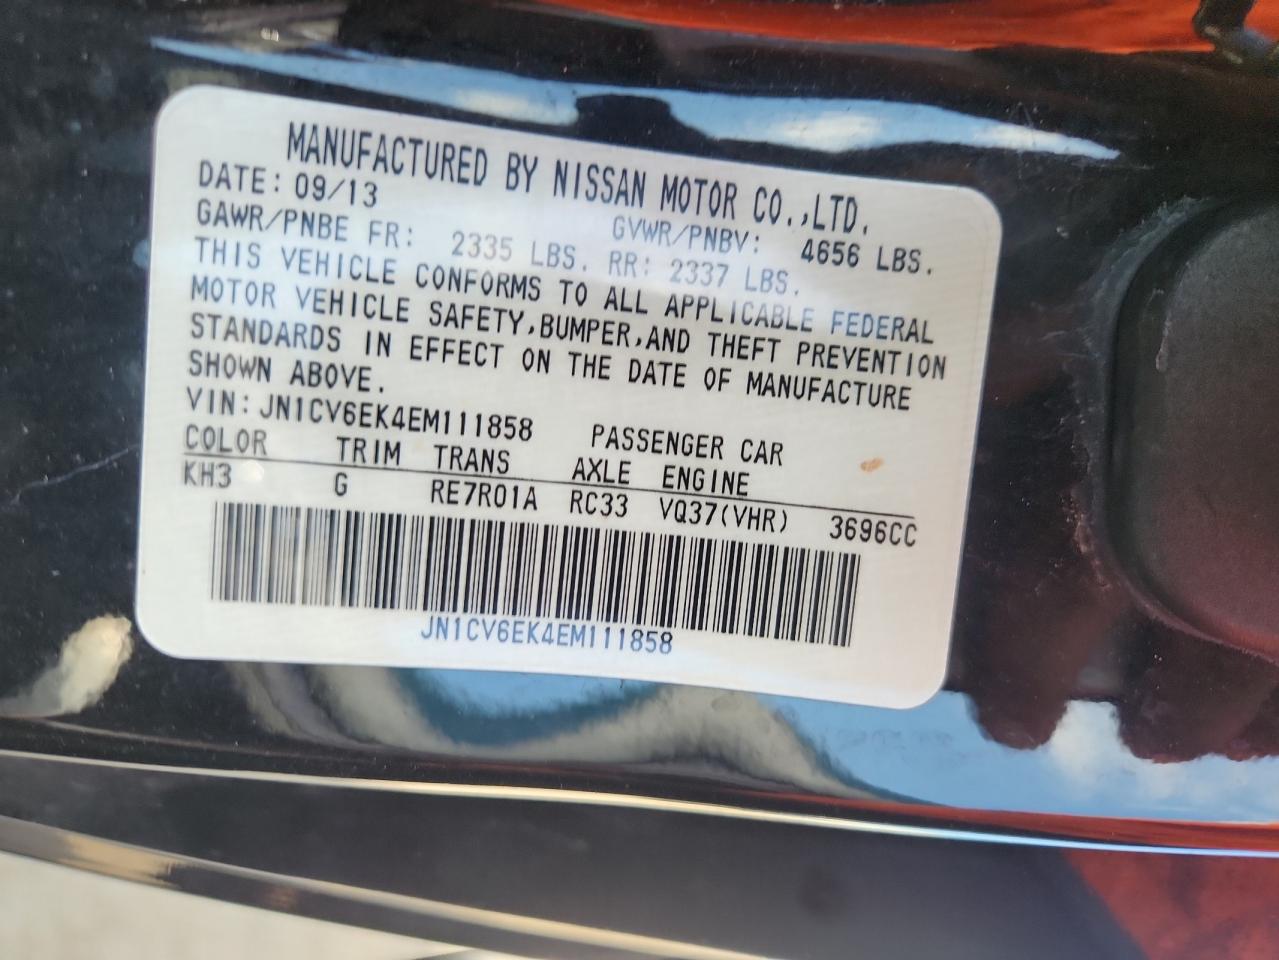 MANUFACTURED BY NISSAN MOTOR CO.,LTD.
DATE: 09/13 GVWR/PNBV: 4656 LBS.
GAWR/PNBE FR: 2335 LBS. RR: 2337 LBS.
THIS VEHICLE CONFORMS TO ALL APPLICABLE FEDERAL
MOTOR VEHICLE SAFETY,BUMPER,AND THEFT PREVENTION
STANDARDS IN EFFECT ON THE DATE OF MANUFACTURE
SHOWN ABOVE.
VIN: JN1CV6EK4EM111858 PASSENGER CAR
COLOR TRIM TRANS AXLE ENGINE
KH3 G RE7R01A RC33 VQ37(VHR) 3696CC
JN1CV6EK4EM111858